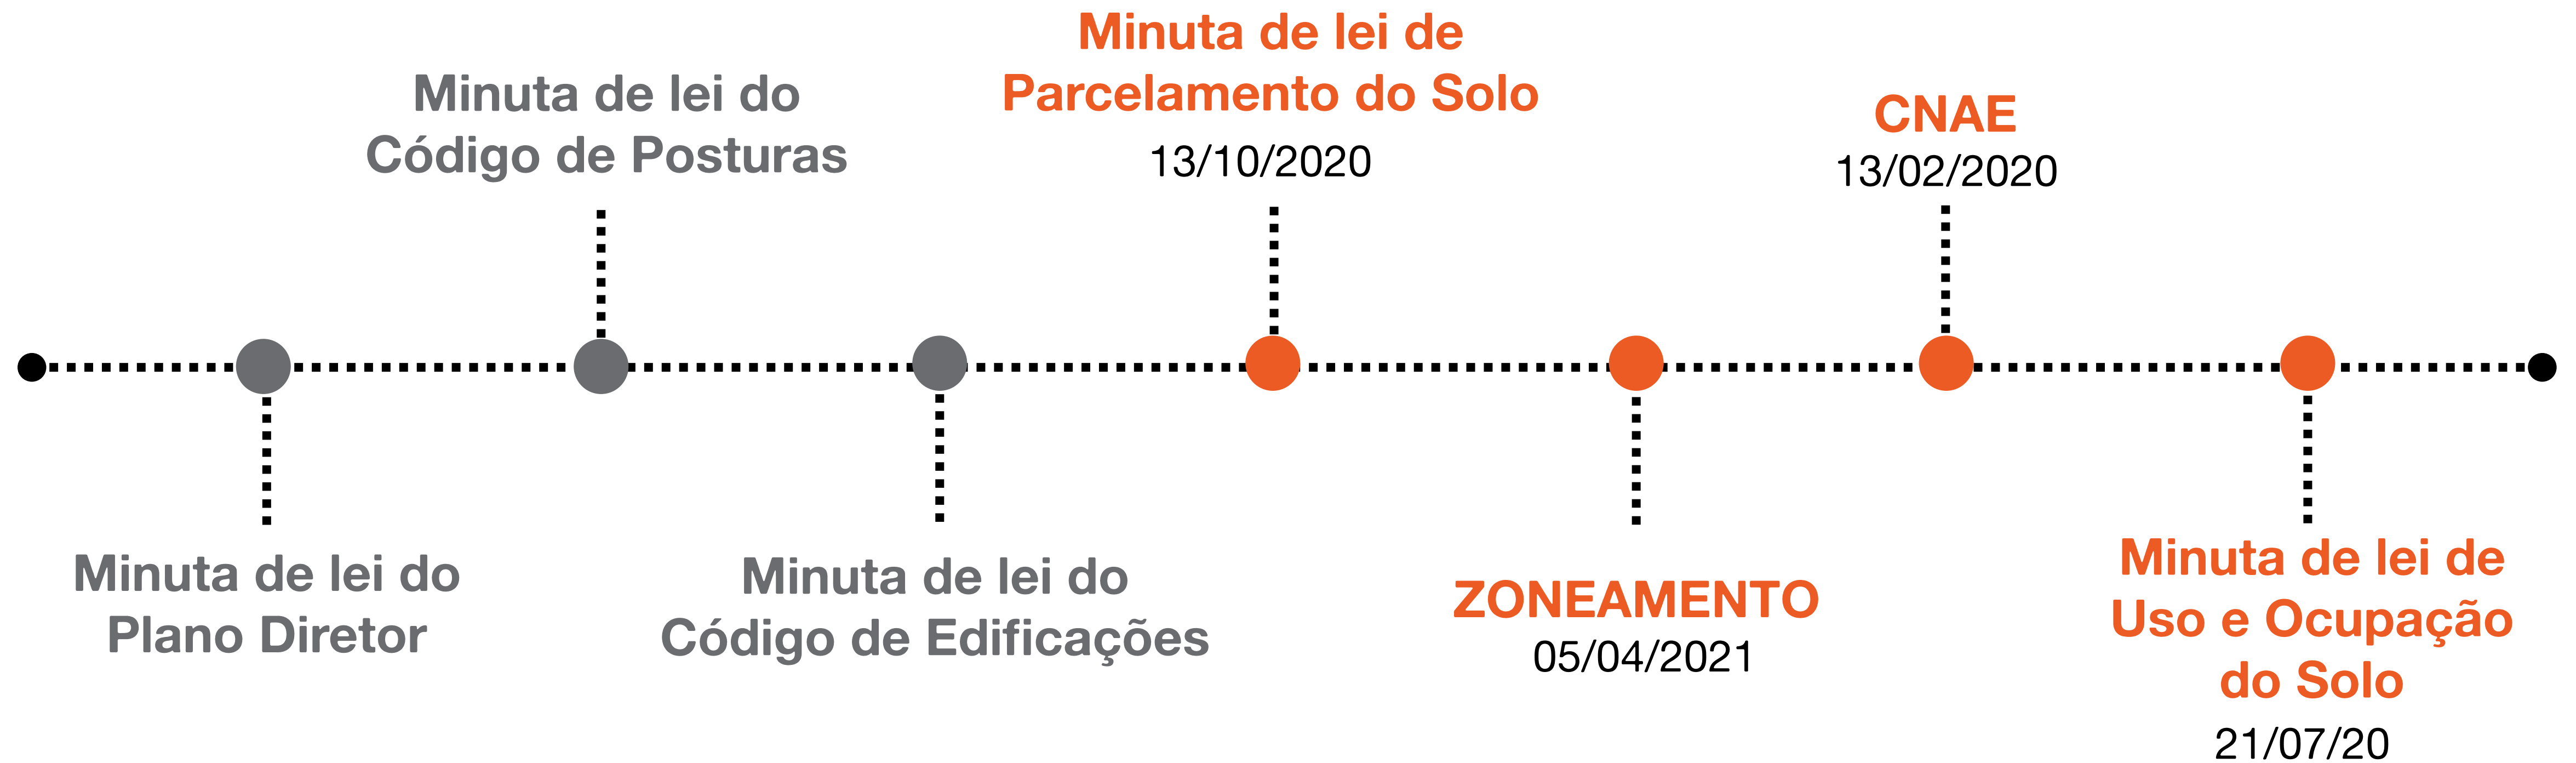 Minuta de lei do
Plano Diretor
Minuta de lei do
Código de Posturas
Minuta de lei do
Código de Edificações
Minuta de lei de
Parcelamento do Solo
13/10/2020
ZONEAMENTO
05/04/2021
CNAE
13/02/2020
Minuta de lei de
Uso e Ocupação
do Solo
21/07/20